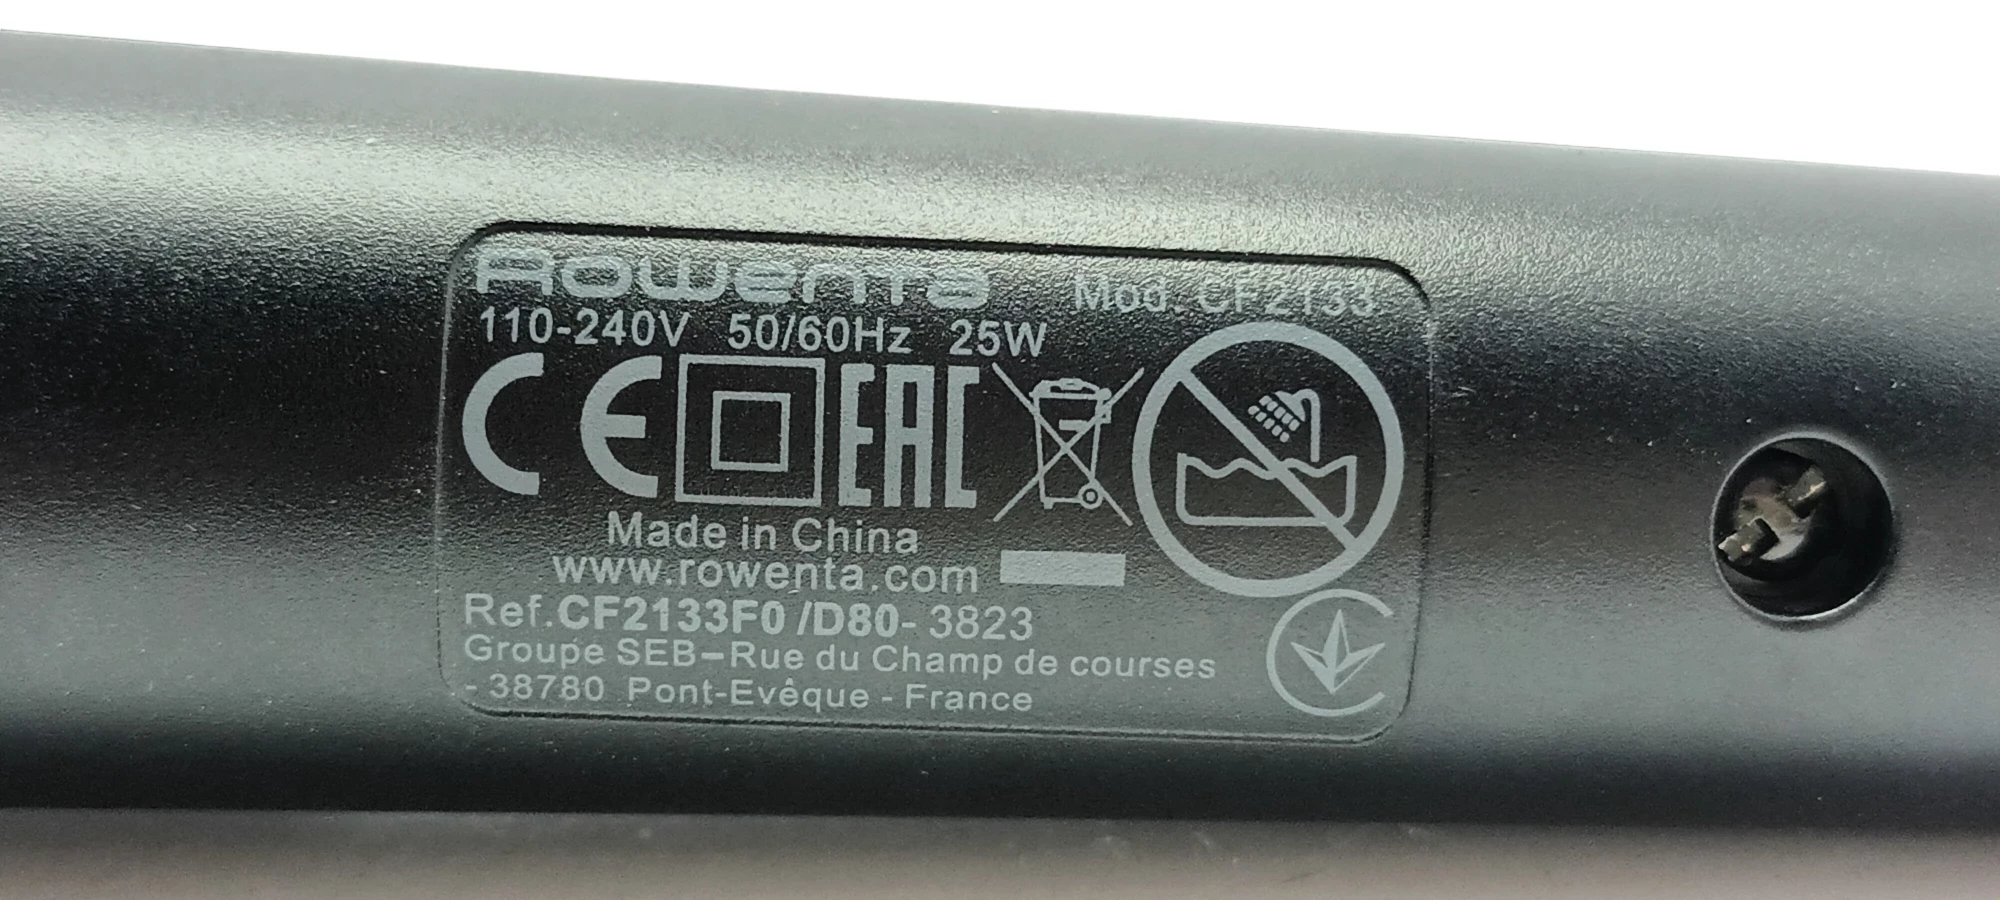 Rowenta Mod. CF2133
110-240V 50/60Hz 25W
CE EAC
Made in China
www.rowenta.com
Ref.CF2133F0 /D80- 3823
Groupe SEB–Rue du Champ de courses
- 38780 Pont-Evêque - France